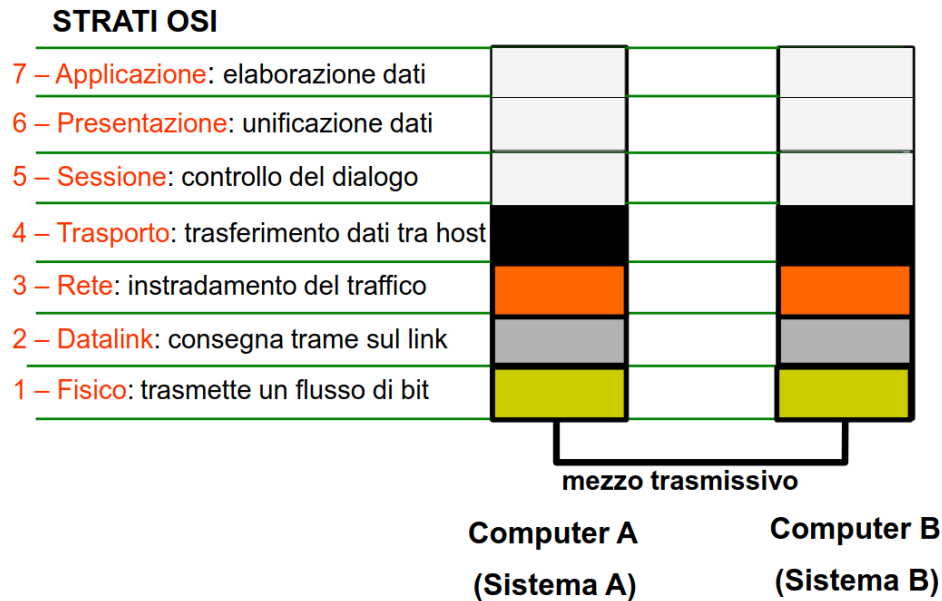 STRATI OSI
7 – Applicazione: elaborazione dati
6 – Presentazione: unificazione dati
5 – Sessione: controllo del dialogo
4 – Trasporto: trasferimento dati tra host
3 – Rete: instradamento del traffico
2 – Datalink: consegna trame sul link
1 – Fisico: trasmette un flusso di bit
mezzo trasmissivo
Computer A
(Sistema A)
Computer B
(Sistema B)